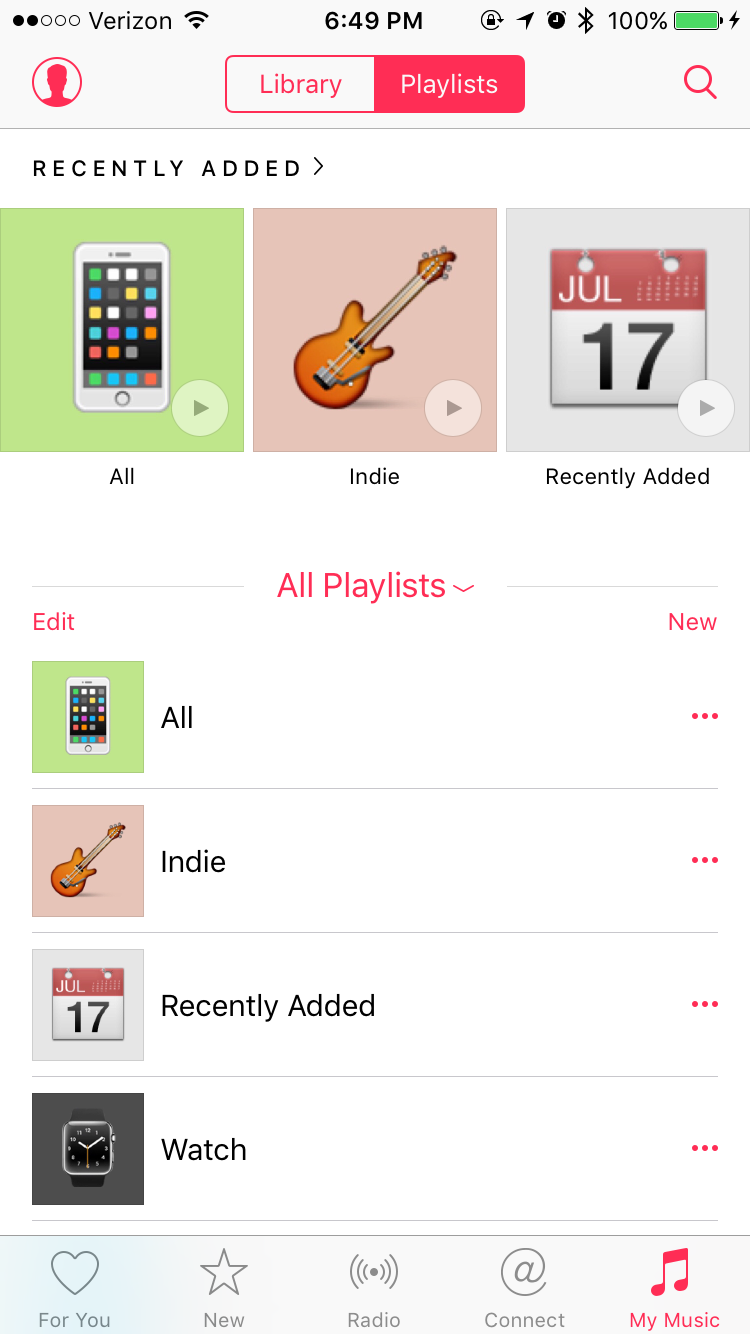 Verizon 6:49 PM 100%
Library Playlists
RECENTLY ADDED
JUL
17
All Indie Recently Added
All Playlists
Edit New
All
Indie
JUL
17
Recently Added
Watch
For You New Radio Connect My Music